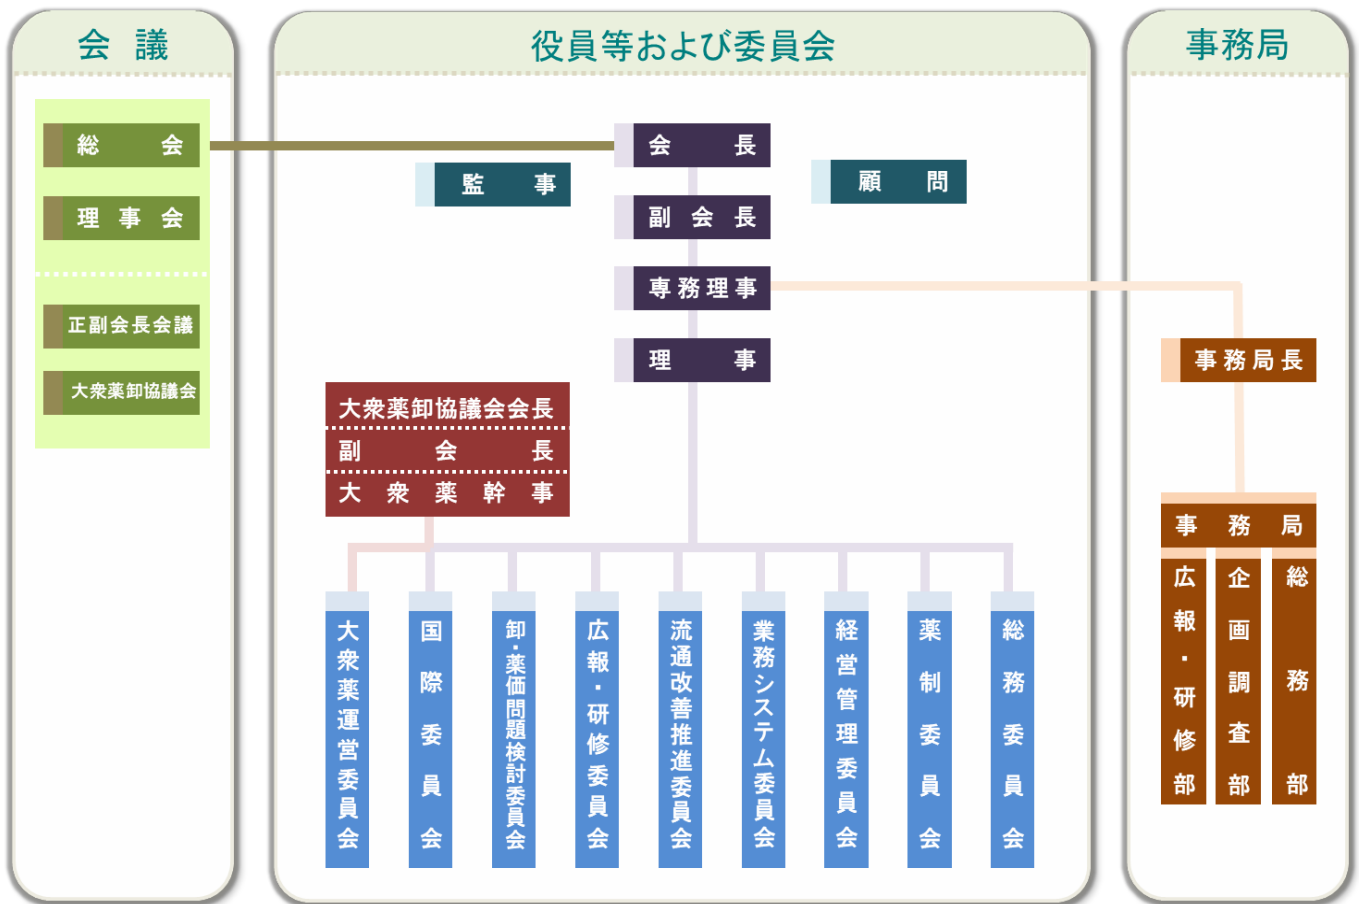 会議
総会
理事会
正副会長会議
大衆薬卸協議会
役員等および委員会
会長
監事
顧問
副会長
専務理事
理事
大衆薬卸協議会会長
副会長
大衆薬幹事
大衆薬運営委員会
国際委員会
卸・薬価問題検討委員会
広報・研修委員会
流通改善推進委員会
業務システム委員会
経営管理委員会
薬制委員会
総務委員会
事務局
事務局長
事務局
広報・研修部
企画調査部
総務部